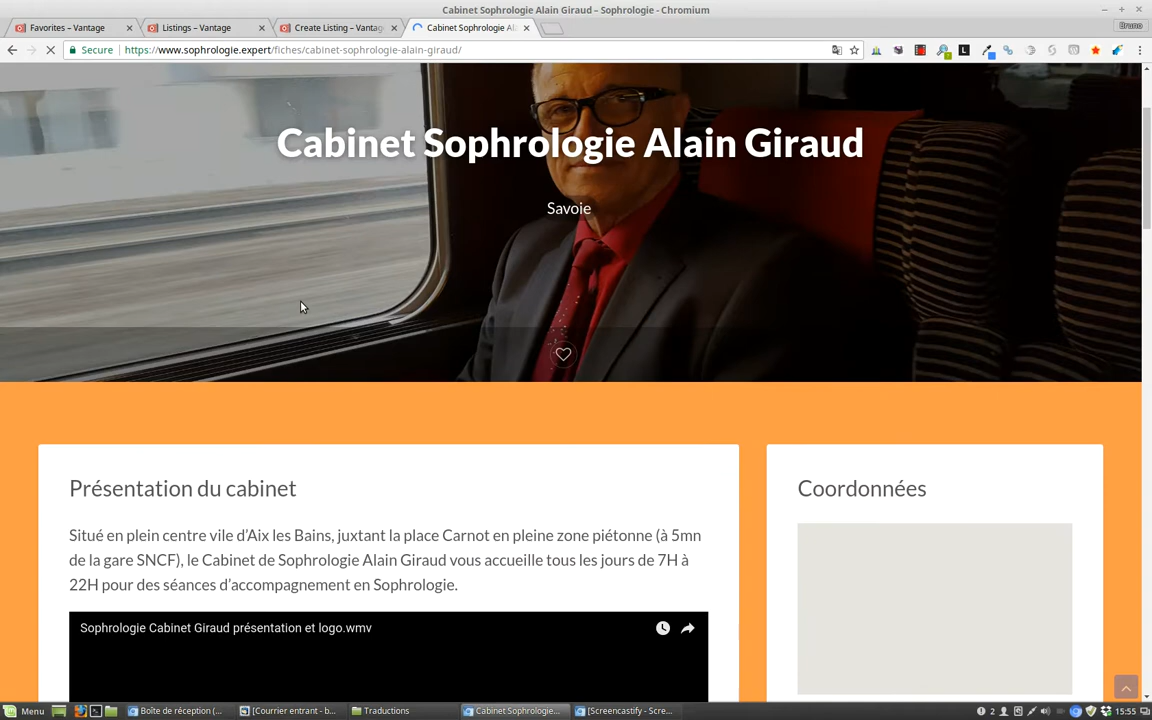 Cabinet Sophrologie Alain Giraud – Sophrologie - Chromium
Favorites – Vantage
Listings – Vantage
Create Listing – Vantag
Cabinet Sophrologie Al
Bruno
Secure
https://www.sophrologie.expert/fiches/cabinet-sophrologie-alain-giraud/
Cabinet Sophrologie Alain Giraud
Savoie
Présentation du cabinet
Situé en plein centre vile d'Aix les Bains, juxtant la place Carnot en pleine zone piétonne (à 5mn
de la gare SNCF), le Cabinet de Sophrologie Alain Giraud vous accueille tous les jours de 7H à
22H pour des séances d'accompagnement en Sophrologie.
Sophrologie Cabinet Giraud présentation et logo.wmv
Coordonnées
Menu
Boîte de réception (...
[Courrier entrant - b...
Traductions
Cabinet Sophrologie...
[Screencastify - Scre...
2
15:55